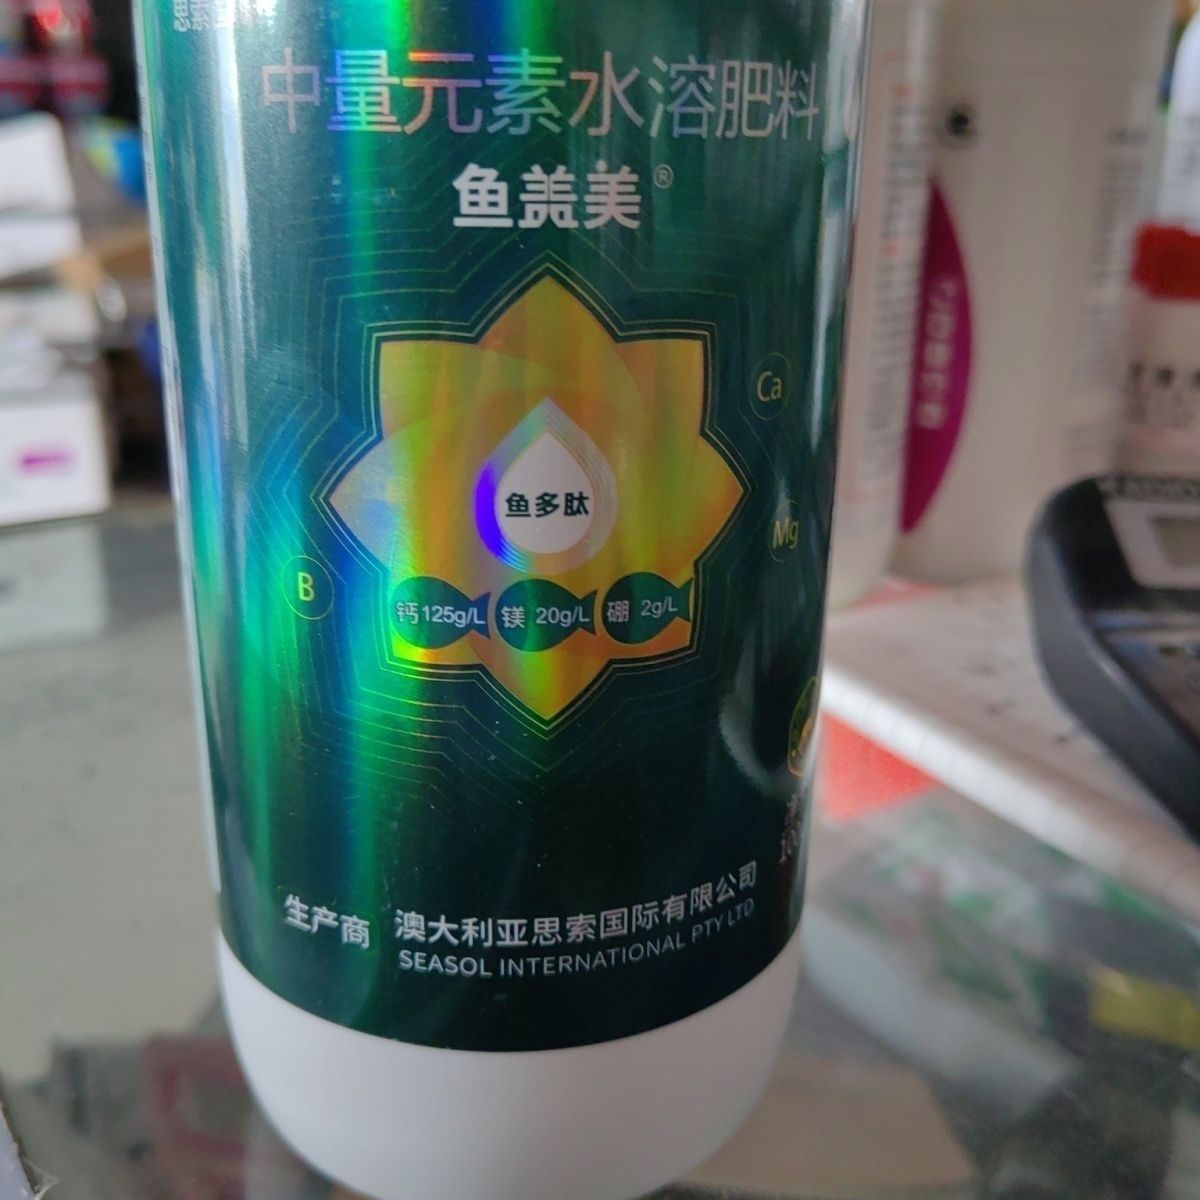 中量元素水溶肥料
鱼盖美®
Ca
鱼多肽
Mg
B
钙125g/L 镁 20g/L 硼 2g/L
生产商 澳大利亚思索国际有限公司
SEASOL INTERNATIONAL PTY LTD